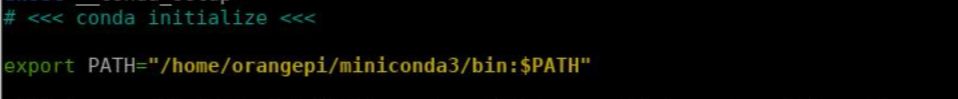 # <<< conda initialize <<<
export PATH="/home/orangepi/miniconda3/bin:$PATH"